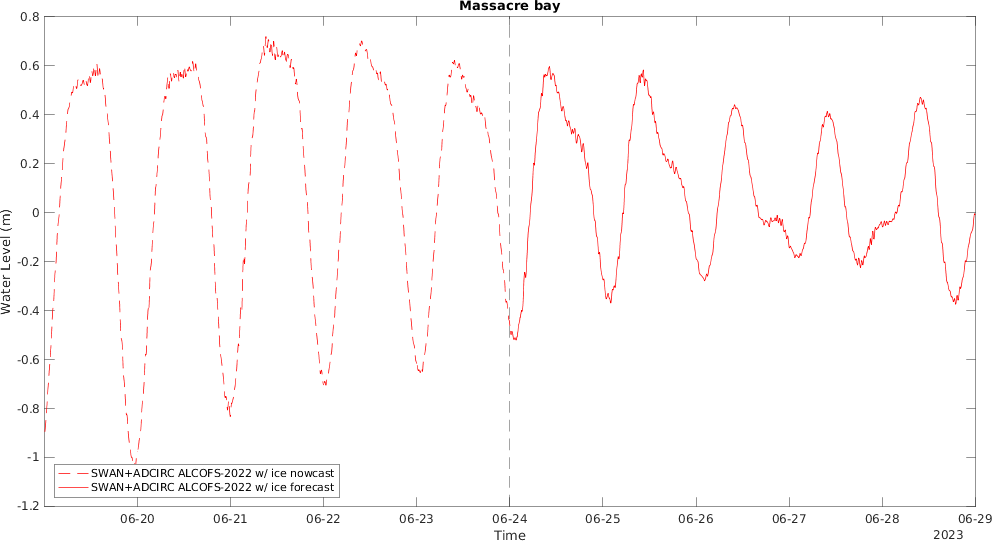 Massacre bay
0.8
0.6
0.4
0.2
0
-0.2
-0.4
-0.6
-0.8
-1
-1.2
Water Level (m)
SWAN+ADCIRC ALCOFS-2022 w/ ice nowcast
SWAN+ADCIRC ALCOFS-2022 w/ ice forecast
06-20 06-21 06-22 06-23 06-24 06-25 06-26 06-27 06-28 06-29
Time
2023